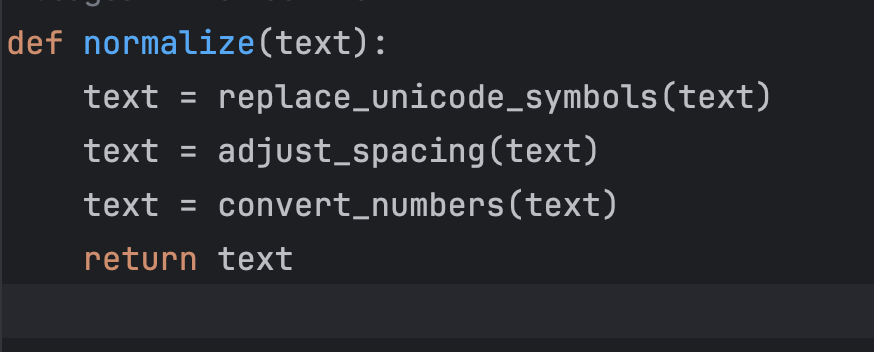 def normalize(text):
    text = replace_unicode_symbols(text)
    text = adjust_spacing(text)
    text = convert_numbers(text)
    return text